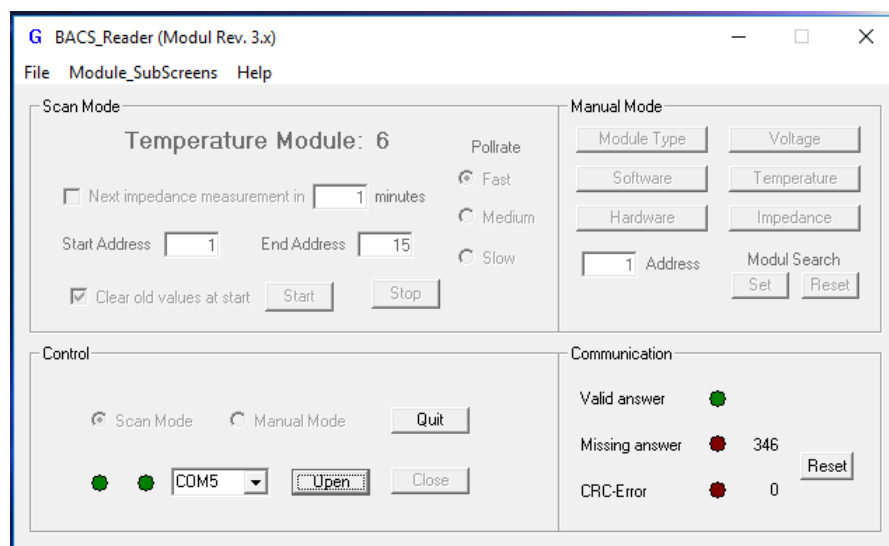 G BACS_Reader (Modul Rev. 3.x)
File Module_SubScreens Help
Scan Mode
Temperature Module: 6
Pollrate
Next impedance measurement in 1 minutes
Fast
Medium
Slow
Start Address 1 End Address 15
Clear old values at start Start Stop
Manual Mode
Module Type Voltage
Software Temperature
Hardware Impedance
1 Address
Modul Search
Set Reset
Control
Scan Mode Manual Mode Quit
COM5 Open Close
Communication
Valid answer
Missing answer 346
Reset
CRC-Error 0